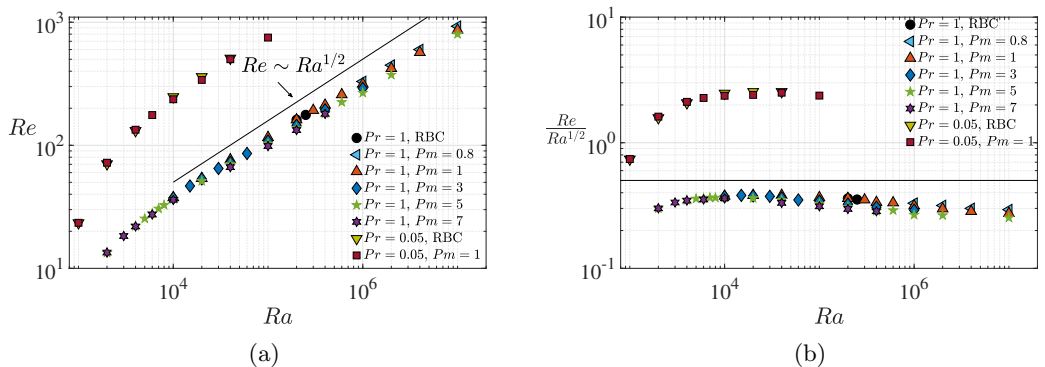 10^3
10^2
10^1
Re
Re ∼ Ra^{1/2}
Pr = 1, RBC
Pr = 1, Pm = 0.8
Pr = 1, Pm = 1
Pr = 1, Pm = 3
Pr = 1, Pm = 5
Pr = 1, Pm = 7
Pr = 0.05, RBC
Pr = 0.05, Pm = 1
10^4
10^6
Ra
(a)
10^1
10^0
10^{-1}
Re
Ra^{1/2}
Pr = 1, RBC
Pr = 1, Pm = 0.8
Pr = 1, Pm = 1
Pr = 1, Pm = 3
Pr = 1, Pm = 5
Pr = 1, Pm = 7
Pr = 0.05, RBC
Pr = 0.05, Pm = 1
10^4
10^6
Ra
(b)